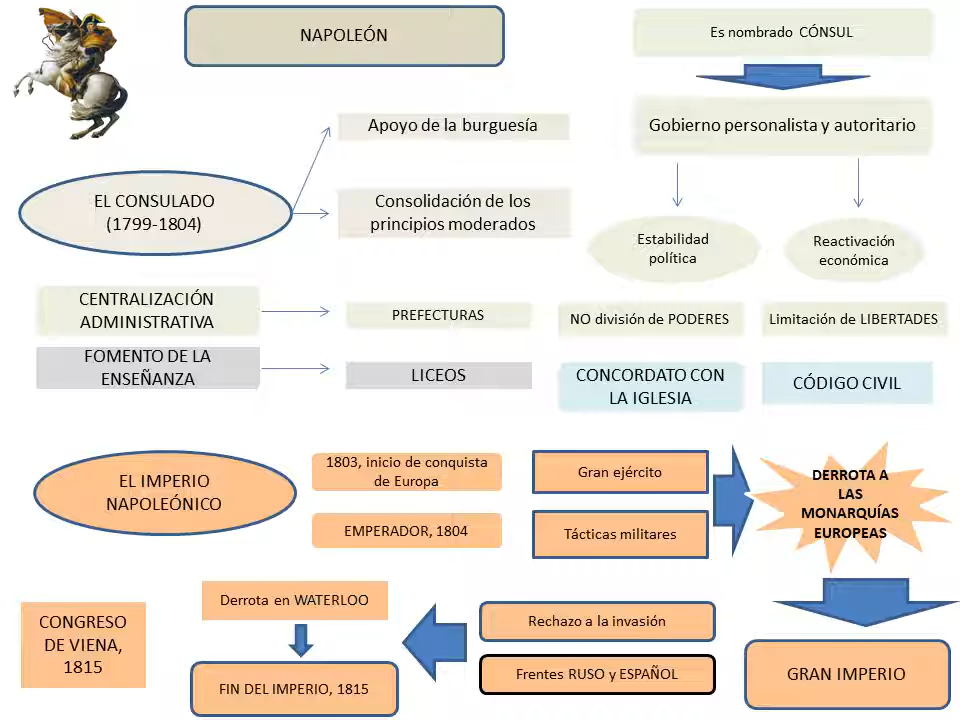 NAPOLEÓN
Es nombrado CÓNSUL
Apoyo de la burguesía
Gobierno personalista y autoritario
EL CONSULADO
(1799-1804)
Consolidación de los
principios moderados
Estabilidad
política
Reactivación
económica
CENTRALIZACIÓN
ADMINISTRATIVA
PREFECTURAS
NO división de PODERES
Limitación de LIBERTADES
FOMENTO DE LA
ENSEÑANZA
LICEOS
CONCORDATO CON
LA IGLESIA
CÓDIGO CIVIL
EL IMPERIO
NAPOLEÓNICO
1803, inicio de conquista
de Europa
EMPERADOR, 1804
Gran ejército
Tácticas militares
DERROTA A
LAS
MONARQUÍAS
EUROPEAS
CONGRESO
DE VIENA,
1815
Derrota en WATERLOO
FIN DEL IMPERIO, 1815
Rechazo a la invasión
Frentes RUSO y ESPAÑOL
GRAN IMPERIO